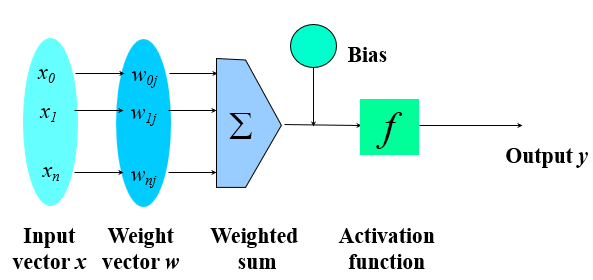 Bias
x0 w0j
x1 w1j
Σ f
xn wnj
Output y
Input Weight Weighted Activation
vector x vector w sum function